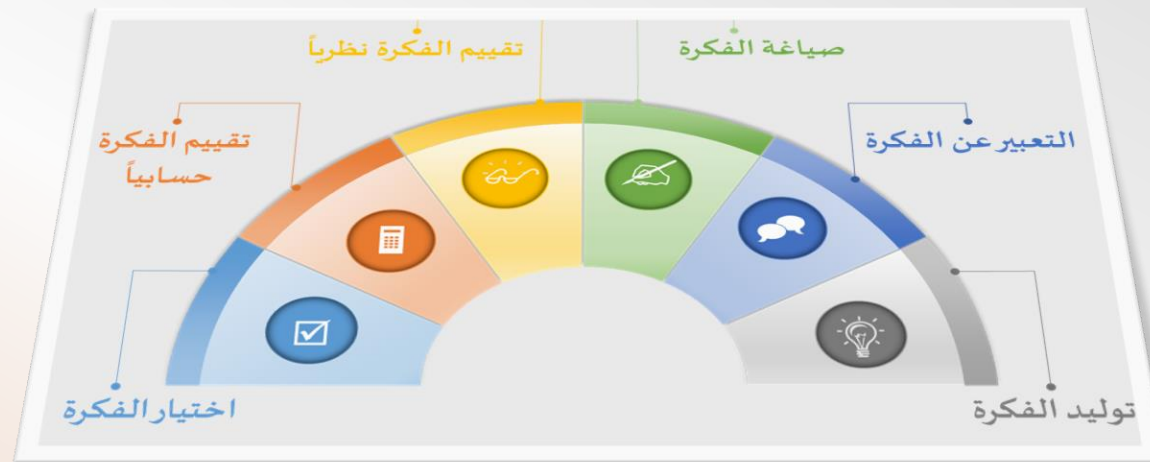 توليد الفكرة
التعبير عن الفكرة
صياغة الفكرة
تقييم الفكرة نظرياً
تقييم الفكرة
حسابياً
اختيار الفكرة